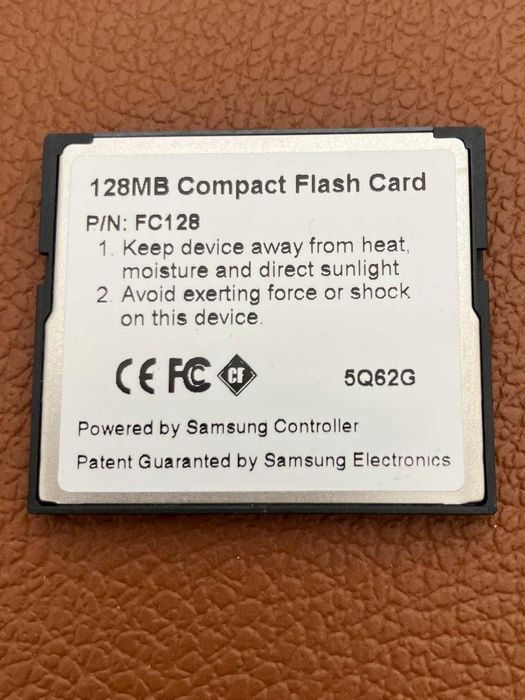 128MB Compact Flash Card
P/N: FC128
1. Keep device away from heat,
moisture and direct sunlight
2. Avoid exerting force or shock
on this device.
CE FC CF 5Q62G
Powered by Samsung Controller
Patent Guaranted by Samsung Electronics